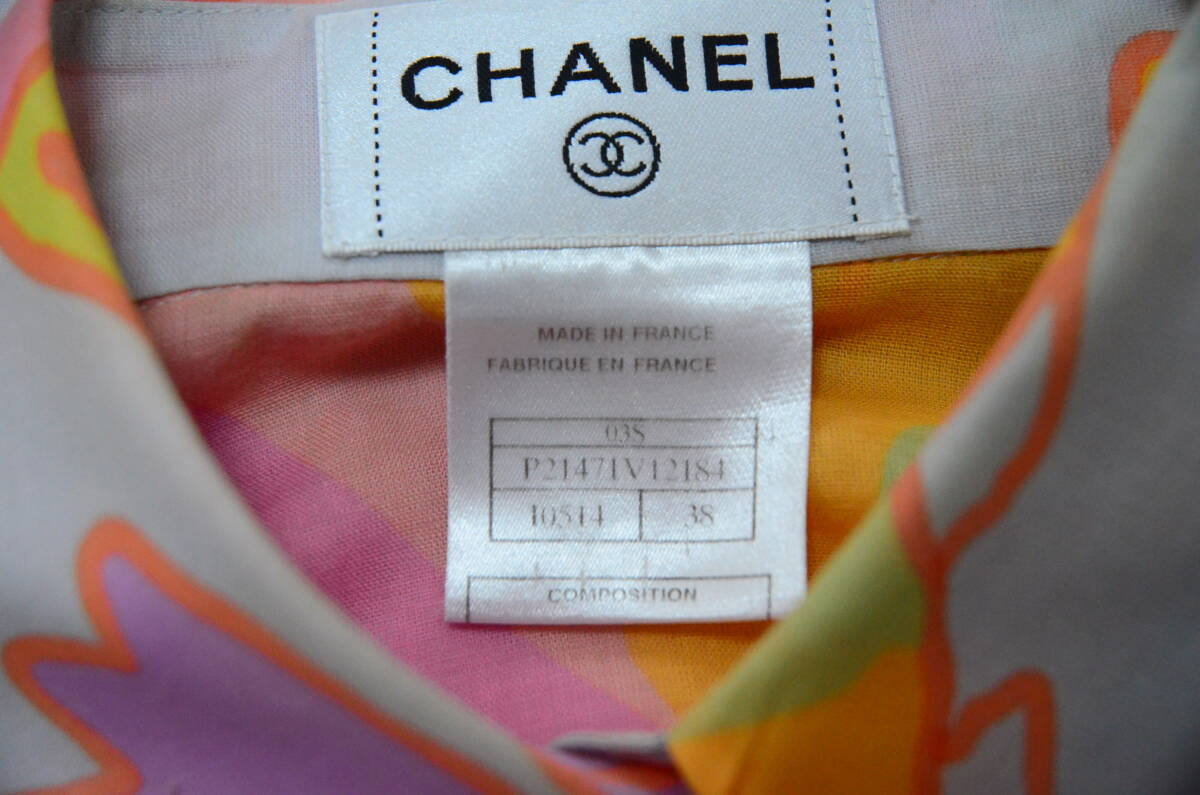 CHANEL
MADE IN FRANCE
FABRIQUE EN FRANCE
03S
P21471V12184
10514 38
COMPOSITION